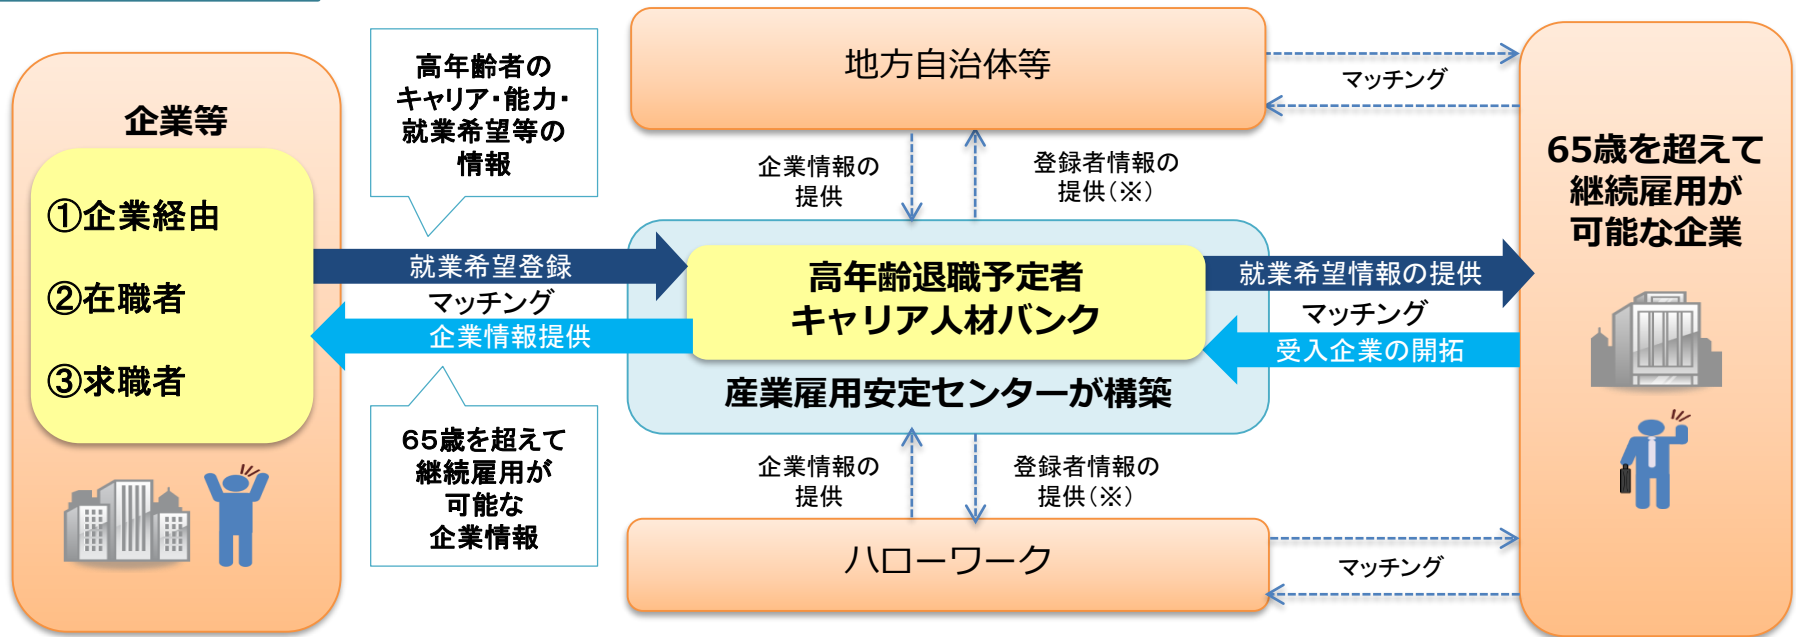 企業等
①企業経由
②在職者
③求職者
高年齢者の
キャリア・能力・
就業希望等の
情報
就業希望登録
マッチング
企業情報提供
65歳を超えて
継続雇用が
可能な
企業情報
地方自治体等
企業情報の
提供
登録者情報の
提供(※)
高年齢退職予定者
キャリア人材バンク
産業雇用安定センターが構築
企業情報の
提供
登録者情報の
提供(※)
ハローワーク
マッチング
就業希望情報の提供
マッチング
受入企業の開拓
マッチング
65歳を超えて
継続雇用が
可能な企業